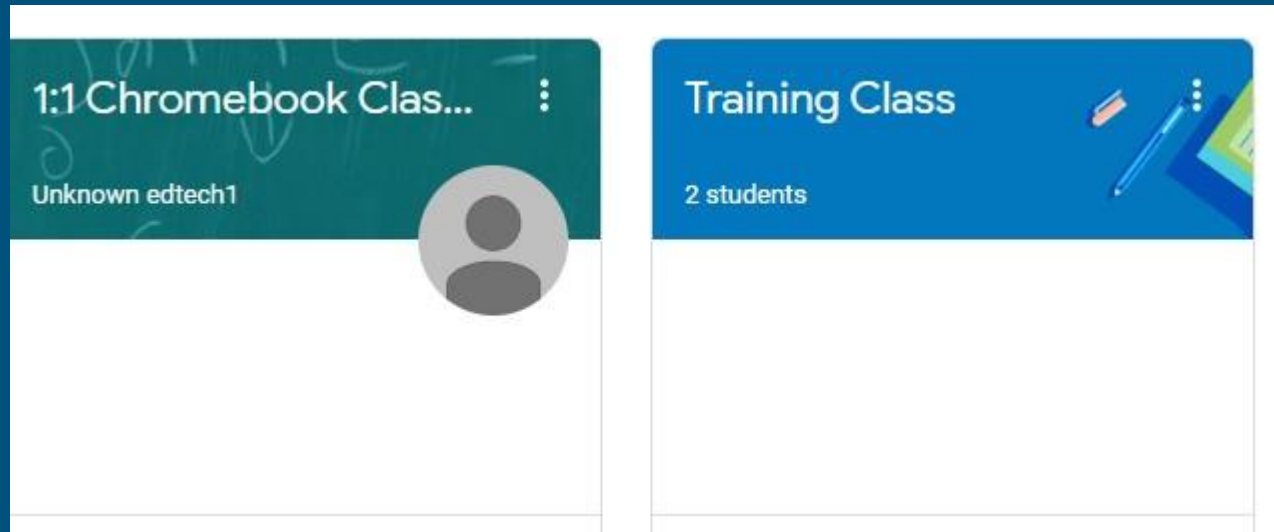 1:1 Chromebook Clas...
Unknown edtech1
Training Class
2 students